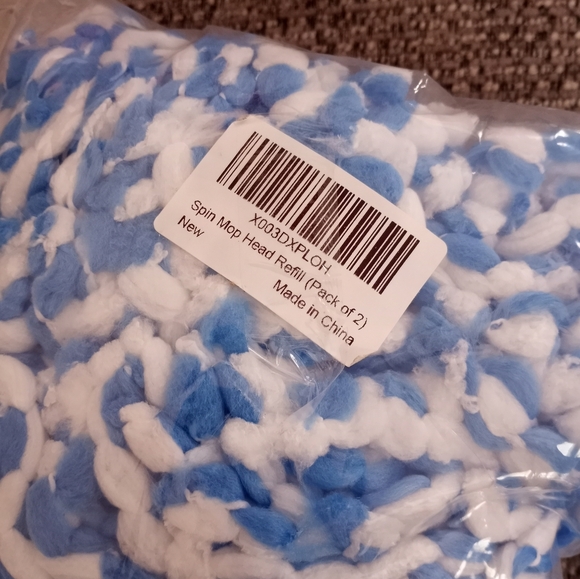 X003DXPLOH
Spin Mop Head Refill (Pack of 2)
New
Made in China